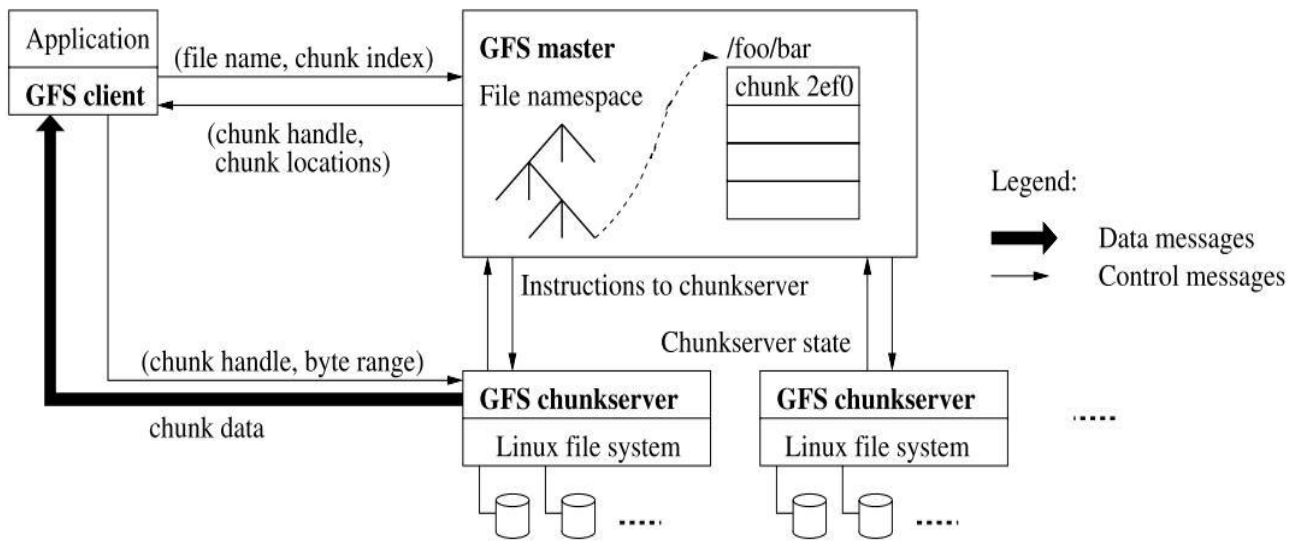 Application
GFS client
(file name, chunk index)
(chunk handle,
chunk locations)
GFS master
File namespace
/foo/bar
chunk 2ef0
Legend:
Data messages
Control messages
Instructions to chunkserver
Chunkserver state
(chunk handle, byte range)
chunk data
GFS chunkserver
Linux file system
GFS chunkserver
Linux file system